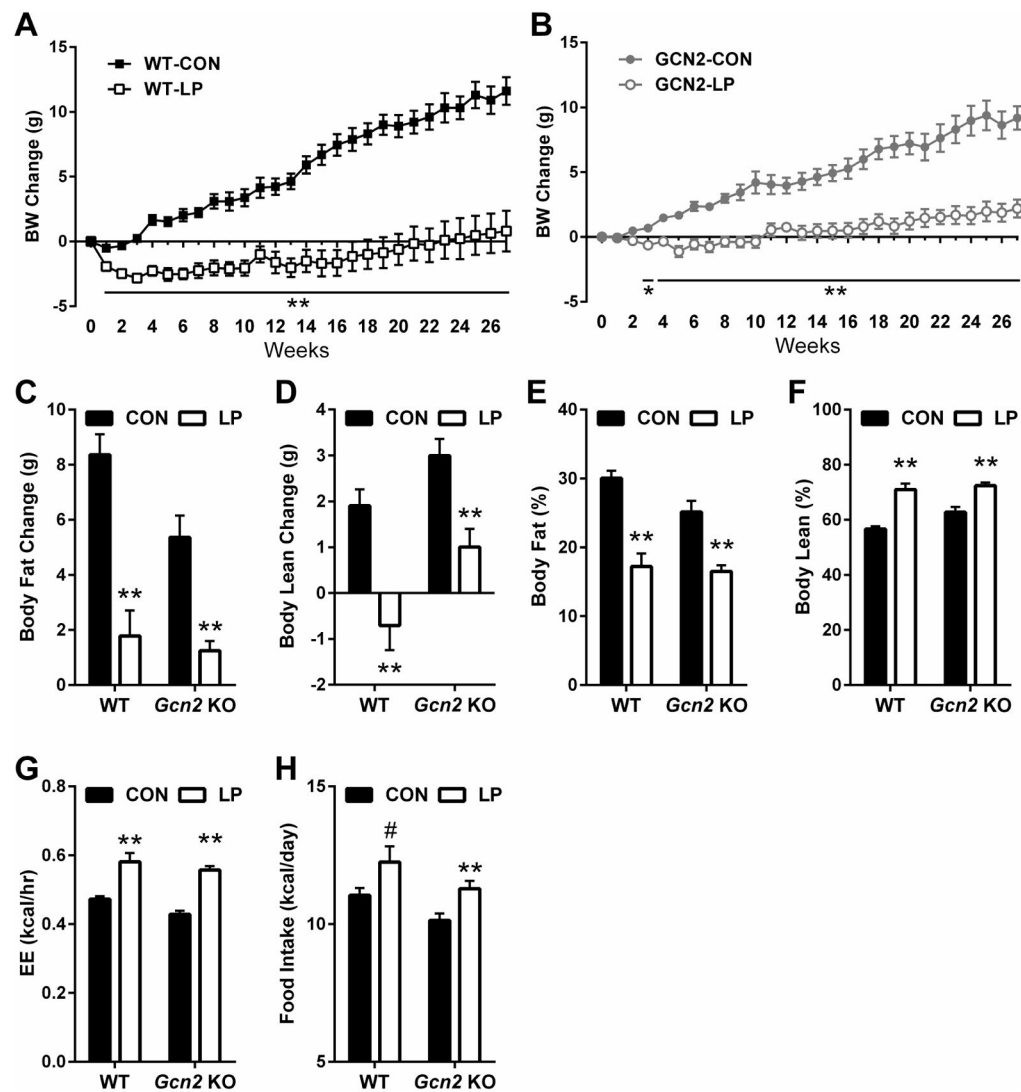 A
WT-CON
WT-LP
BW Change (g)
15
10
5
0
-5
**
0 2 4 6 8 10 12 14 16 18 20 22 24 26
Weeks
B
GCN2-CON
GCN2-LP
BW Change (g)
15
10
5
0
-5
* **
0 2 4 6 8 10 12 14 16 18 20 22 24 26
Weeks
C
CON LP
Body Fat Change (g)
10
8
6
4
2
0
** **
WT Gcn2 KO
D
CON LP
Body Lean Change (g)
4
3
2
1
0
-1
-2
**
**
WT Gcn2 KO
E
CON LP
Body Fat (%)
40
30
20
10
0
** **
WT Gcn2 KO
F
CON LP
Body Lean (%)
100
80
60
40
20
0
** **
WT Gcn2 KO
G
CON LP
EE (kcal/hr)
0.8
0.6
0.4
0.2
0.0
** **
WT Gcn2 KO
H
CON LP
Food Intake (kcal/day)
15
10
5
# **
WT Gcn2 KO